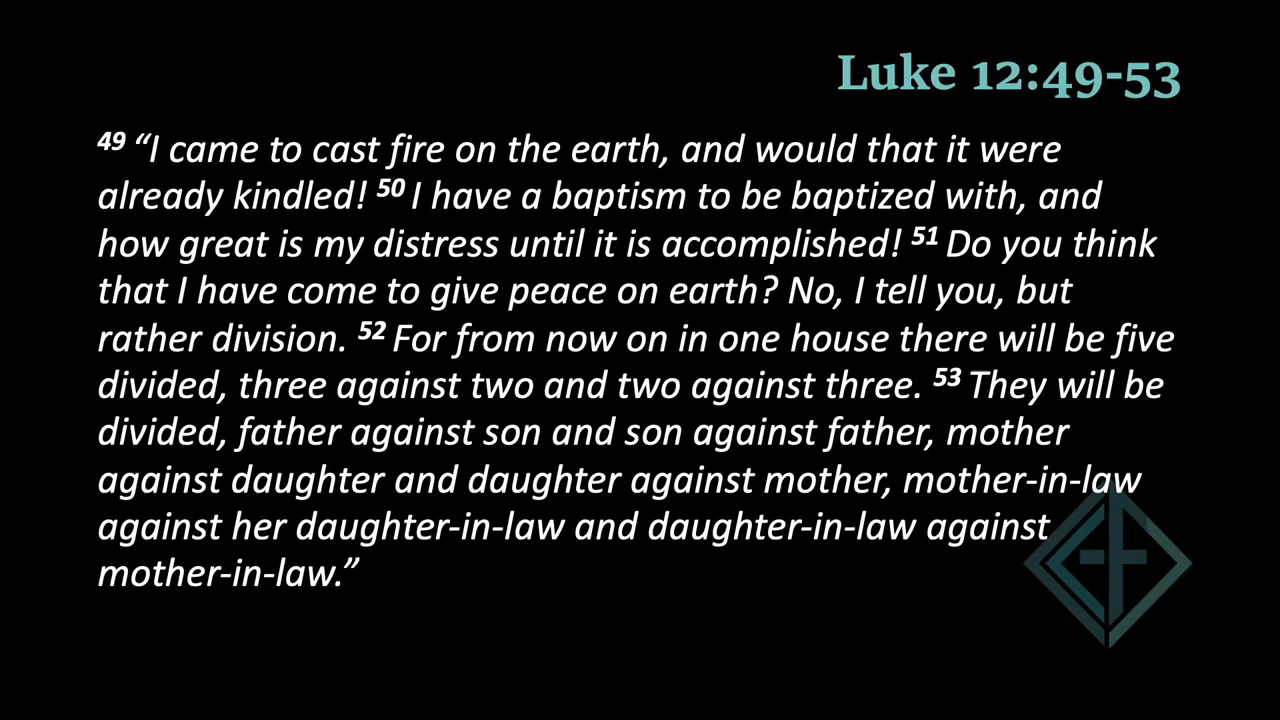 Luke 12:49-53
49 “I came to cast fire on the earth, and would that it were
already kindled! 50 I have a baptism to be baptized with, and
how great is my distress until it is accomplished! 51 Do you think
that I have come to give peace on earth? No, I tell you, but
rather division. 52 For from now on in one house there will be five
divided, three against two and two against three. 53 They will be
divided, father against son and son against father, mother
against daughter and daughter against mother, mother-in-law
against her daughter-in-law and daughter-in-law against
mother-in-law.”